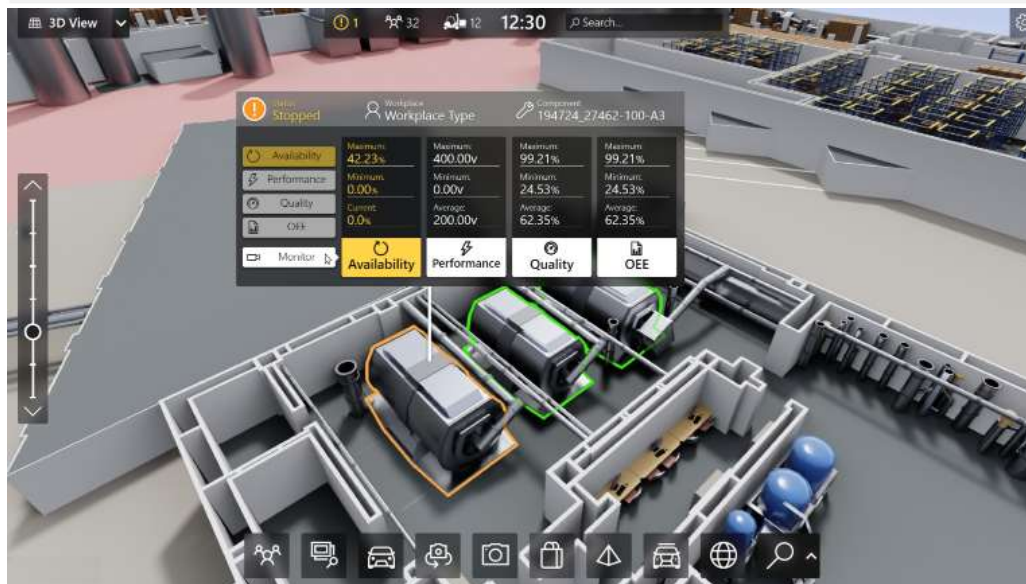 3D View
1
32
12
12:30
Search...
Status
Stopped
Workplace
Workplace Type
Component
194724_27462-100-A3
Availability
Performance
Quality
OEE
Monitor
Maximum:
42.23%
Minimum:
0.00%
Current:
0.0%
Availability
Maximum:
400.00v
Minimum:
0.00v
Average:
200.00v
Performance
Maximum:
99.21%
Minimum:
24.53%
Average:
62.35%
Quality
Maximum:
99.21%
Minimum:
24.53%
Average:
62.35%
OEE